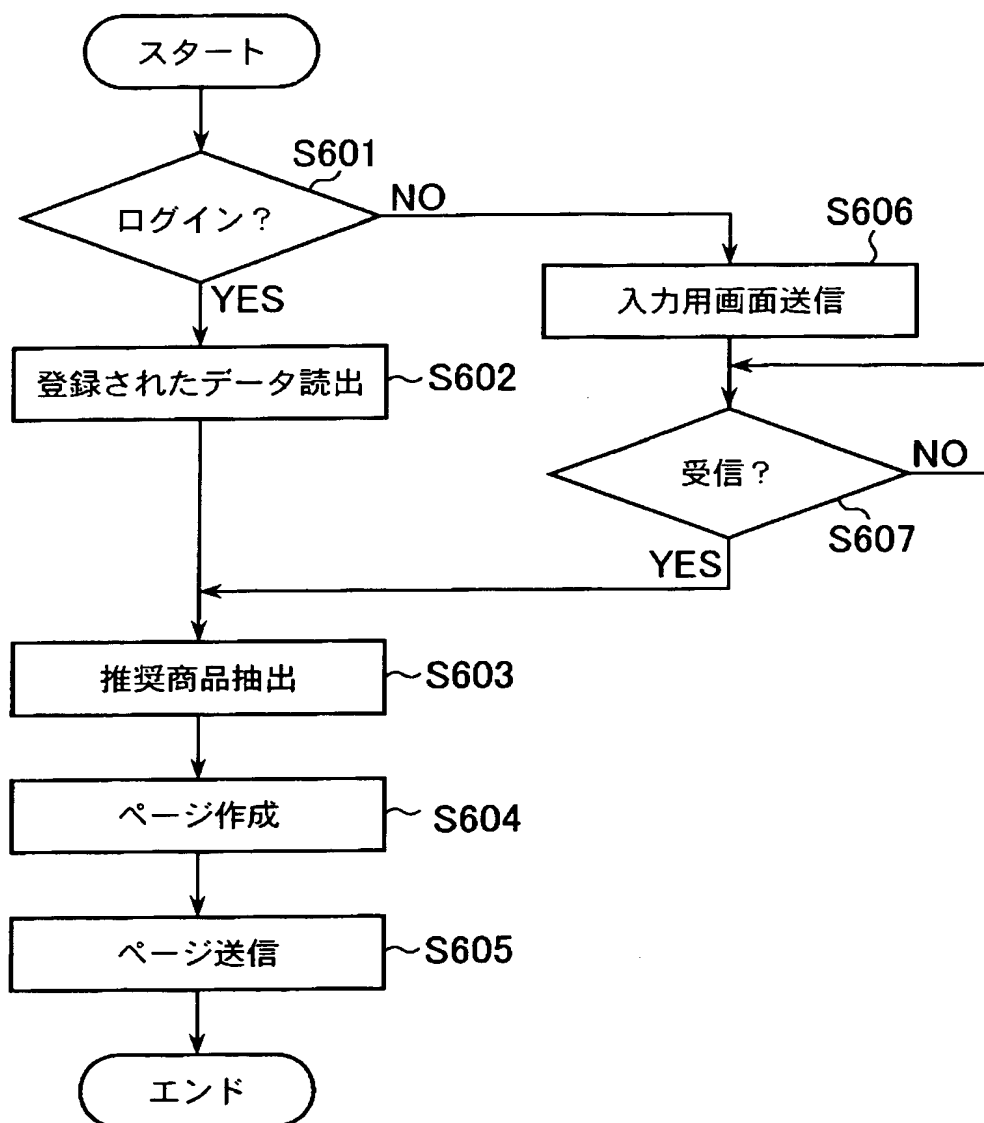 スタート
S601
ログイン？
NO
YES
S606
入力用画面送信
登録されたデータ読出
S602
受信？
NO
S607
YES
推奨商品抽出
S603
ページ作成
S604
ページ送信
S605
エンド